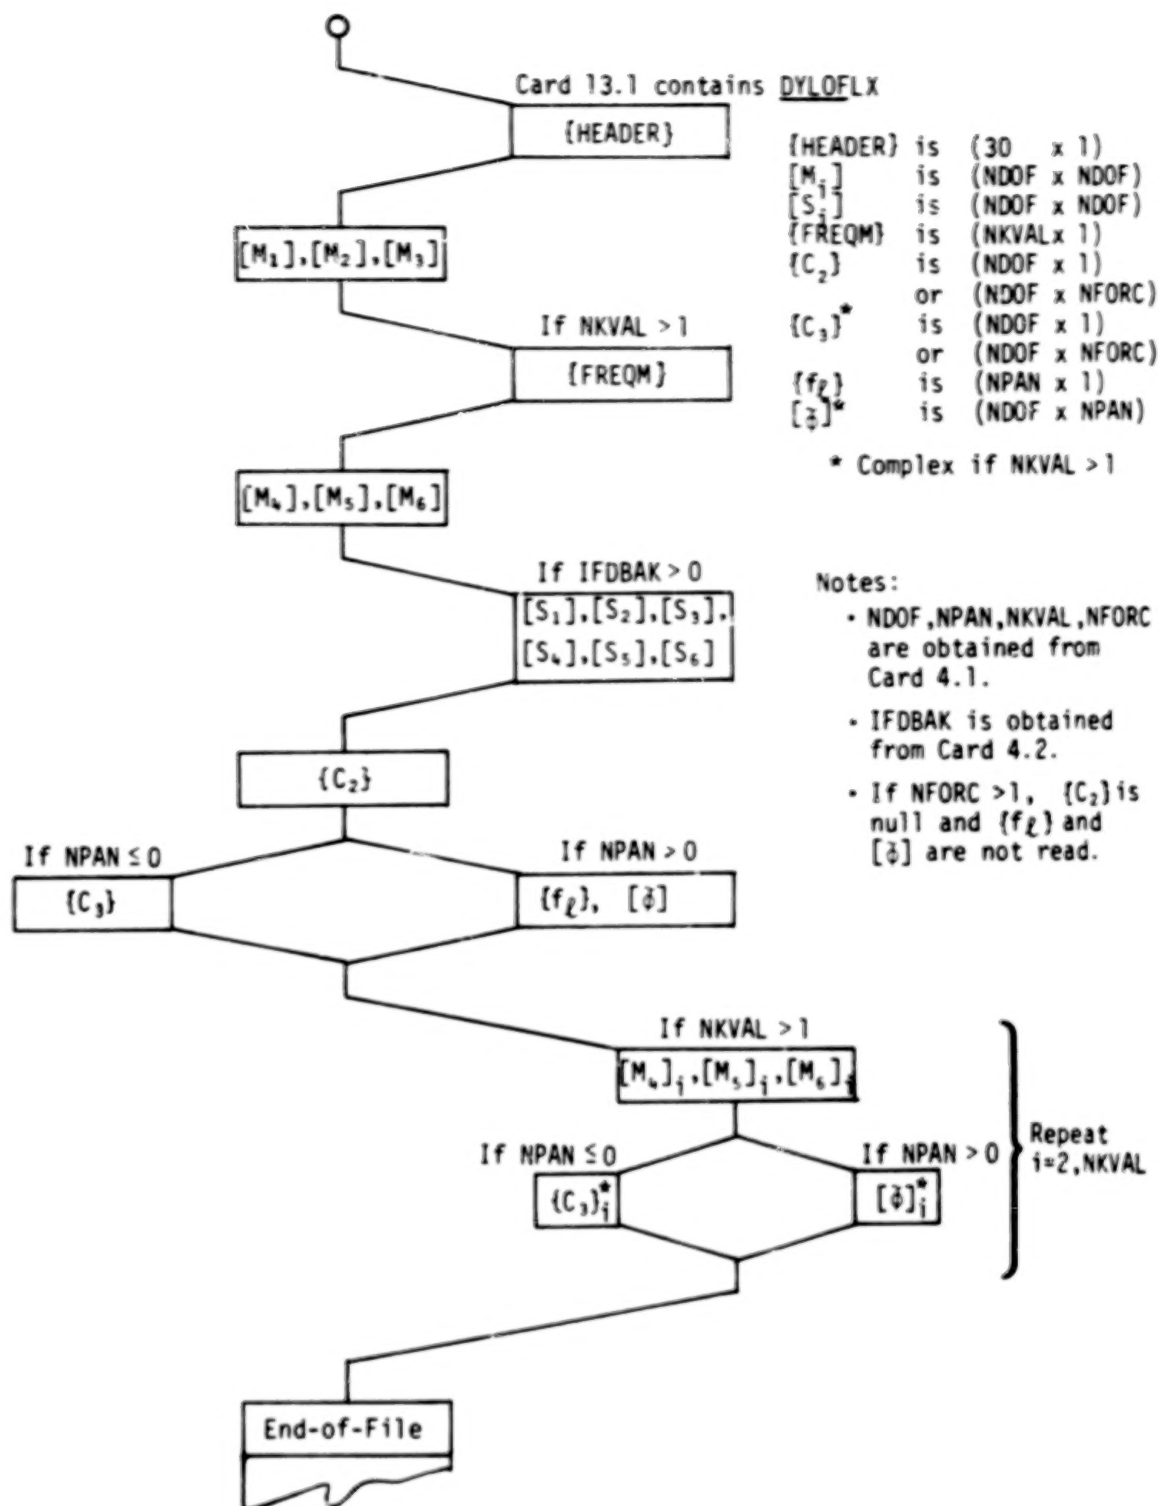 Card 13.1 contains DYLOFLX
{HEADER}
{HEADER} is (30 x 1)
[Mᵢ] is (NDOF x NDOF)
[Sᵢ] is (NDOF x NDOF)
{FREQM} is (NKVAL x 1)
{C₂} is (NDOF x 1)
or (NDOF x NFORC)
{C₃}* is (NDOF x 1)
or (NDOF x NFORC)
{fℓ} is (NPAN x 1)
[φ̃]* is (NDOF x NPAN)
* Complex if NKVAL > 1
[M₁],[M₂],[M₃]
If NKVAL > 1
{FREQM}
[M₄],[M₅],[M₆]
If IFDBAK > 0
[S₁],[S₂],[S₃],
[S₄],[S₅],[S₆]
Notes:
• NDOF,NPAN,NKVAL,NFORC
are obtained from
Card 4.1.
• IFDBAK is obtained
from Card 4.2.
• If NFORC >1, {C₂}is
null and {fℓ} and
[φ̃] are not read.
{C₂}
If NPAN ≤ 0
{C₃}
If NPAN > 0
{fℓ}, [φ̃]
If NKVAL > 1
[M₄]ᵢ,[M₅]ᵢ,[M₆]ᵢ
If NPAN ≤ 0
{C₃}ᵢ*
If NPAN > 0
[φ̃]ᵢ*
Repeat
i=2,NKVAL
End-of-File